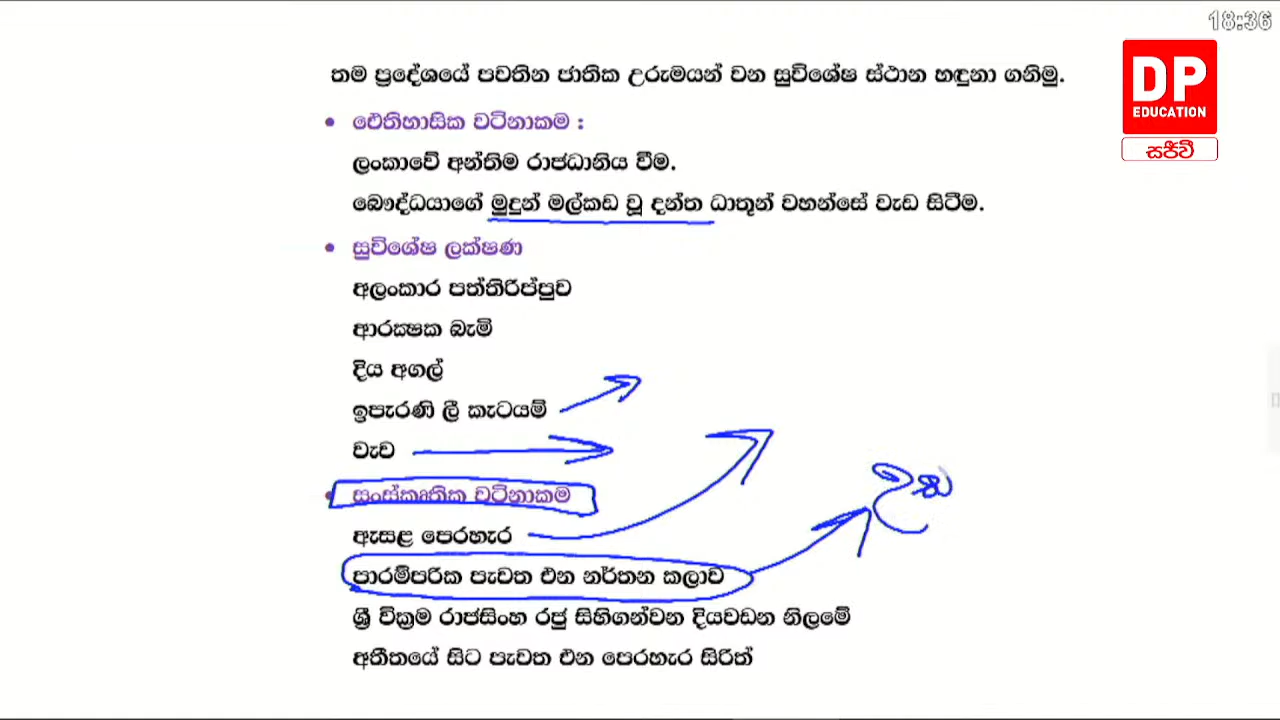 18:36
DP
EDUCATION
සජීවී
තම ප්‍රදේශයේ පවතින ජාතික උරුමයන් වන සුවිශේෂ ස්ථාන හඳුනා ගනිමු.
• ඓතිහාසික වටිනාකම :
ලංකාවේ අන්තිම රාජධානිය වීම.
බෞද්ධයාගේ මුදුන් මල්කඩ වූ දන්ත ධාතූන් වහන්සේ වැඩ සිටීම.
• සුවිශේෂ ලක්ෂණ
අලංකාර පත්තිරිප්පුව
ආරක්‍ෂක බැමි
දිය අගල්
ඉපැරණි ලී කැටයම්
වැව
• සංස්කෘතික වටිනාකම
ඇසළ පෙරහැර
පාරම්පරික පැවත එන නර්තන කලාව
ශ්‍රී වික්‍රම රාජසිංහ රජු සිහිගන්වන දියවඩන නිලමේ
අතීතයේ සිට පැවත එන පෙරහැර සිරිත්